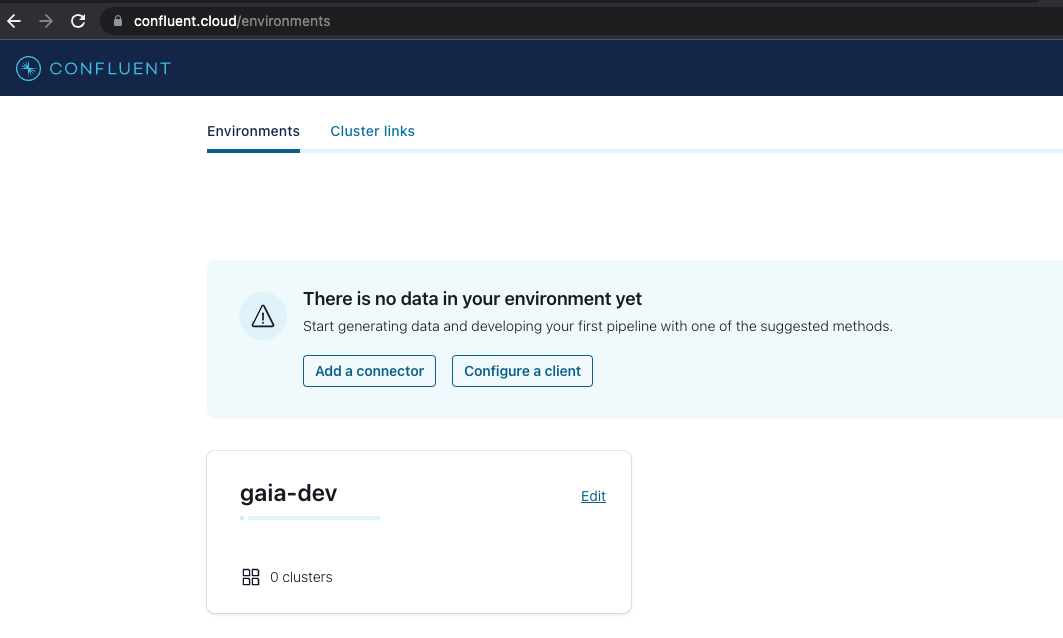 confluent.cloud/environments
CONFLUENT
Environments Cluster links
There is no data in your environment yet
Start generating data and developing your first pipeline with one of the suggested methods.
Add a connector Configure a client
gaia-dev Edit
0 clusters